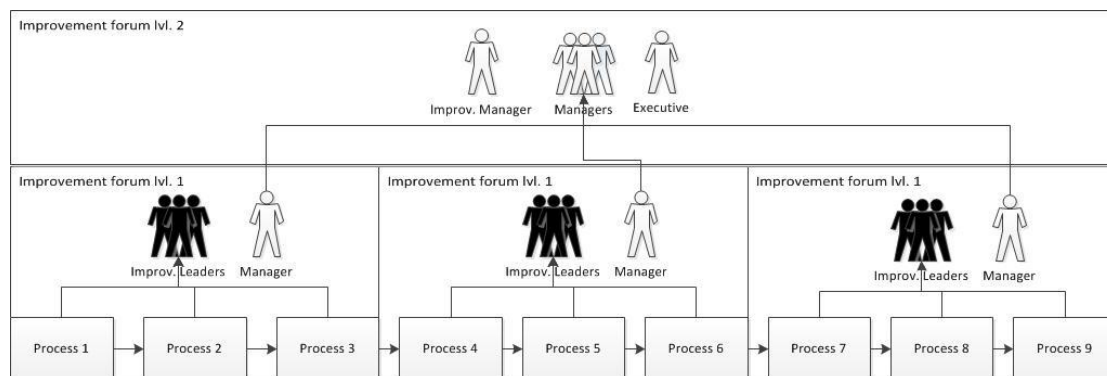 Improvement forum lvl. 2
Improv. Manager
Managers
Executive
Improvement forum lvl. 1
Improvement forum lvl. 1
Improvement forum lvl. 1
Improv. Leaders
Manager
Improv. Leaders
Manager
Improv. Leaders
Manager
Process 1
Process 2
Process 3
Process 4
Process 5
Process 6
Process 7
Process 8
Process 9